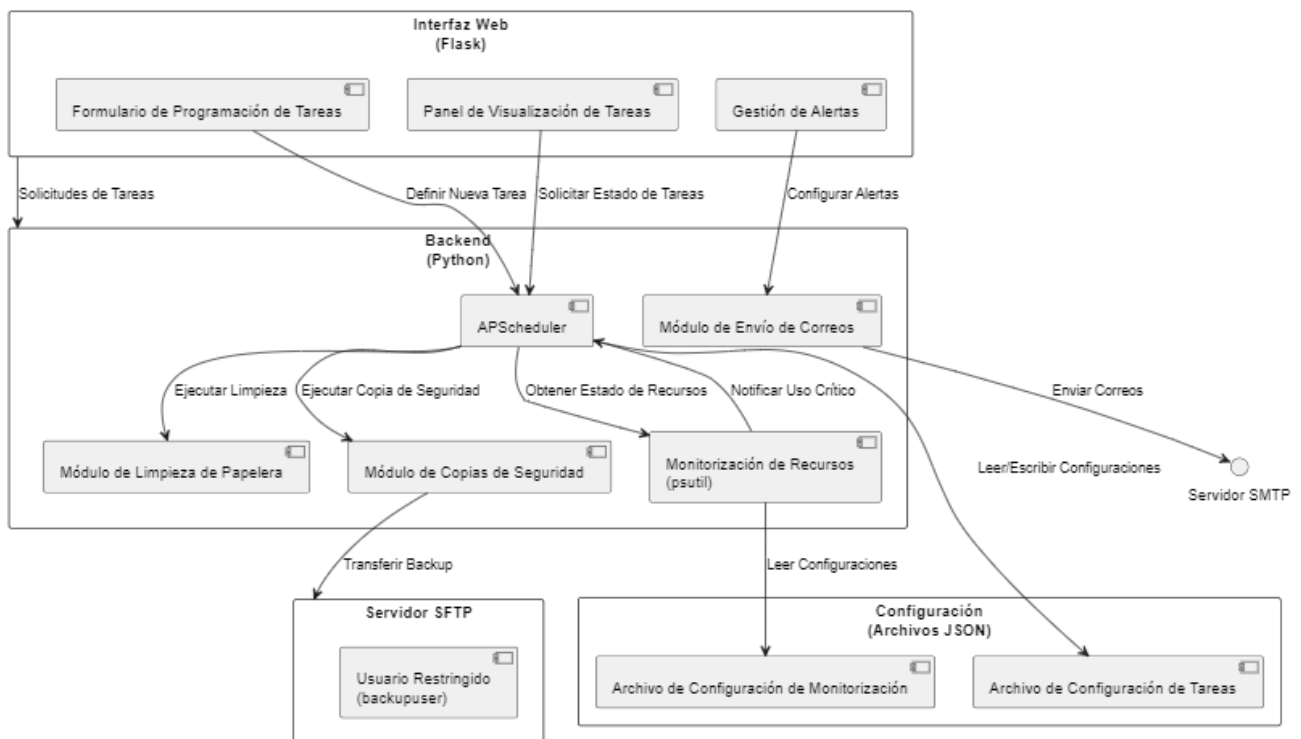 Interfaz Web
(Flask)
Formulario de Programación de Tareas
Panel de Visualización de Tareas
Gestión de Alertas
Solicitudes de Tareas
Definir Nueva Tarea
Solicitar Estado de Tareas
Configurar Alertas
Backend
(Python)
APScheduler
Módulo de Envío de Correos
Ejecutar Limpieza
Ejecutar Copia de Seguridad
Obtener Estado de Recursos
Notificar Uso Crítico
Enviar Correos
Módulo de Limpieza de Papelera
Módulo de Copias de Seguridad
Monitorización de Recursos
(psutil)
Leer/Escribir Configuraciones
Servidor SMTP
Transferir Backup
Leer Configuraciones
Servidor SFTP
Usuario Restringido
(backupuser)
Configuración
(Archivos JSON)
Archivo de Configuración de Monitorización
Archivo de Configuración de Tareas